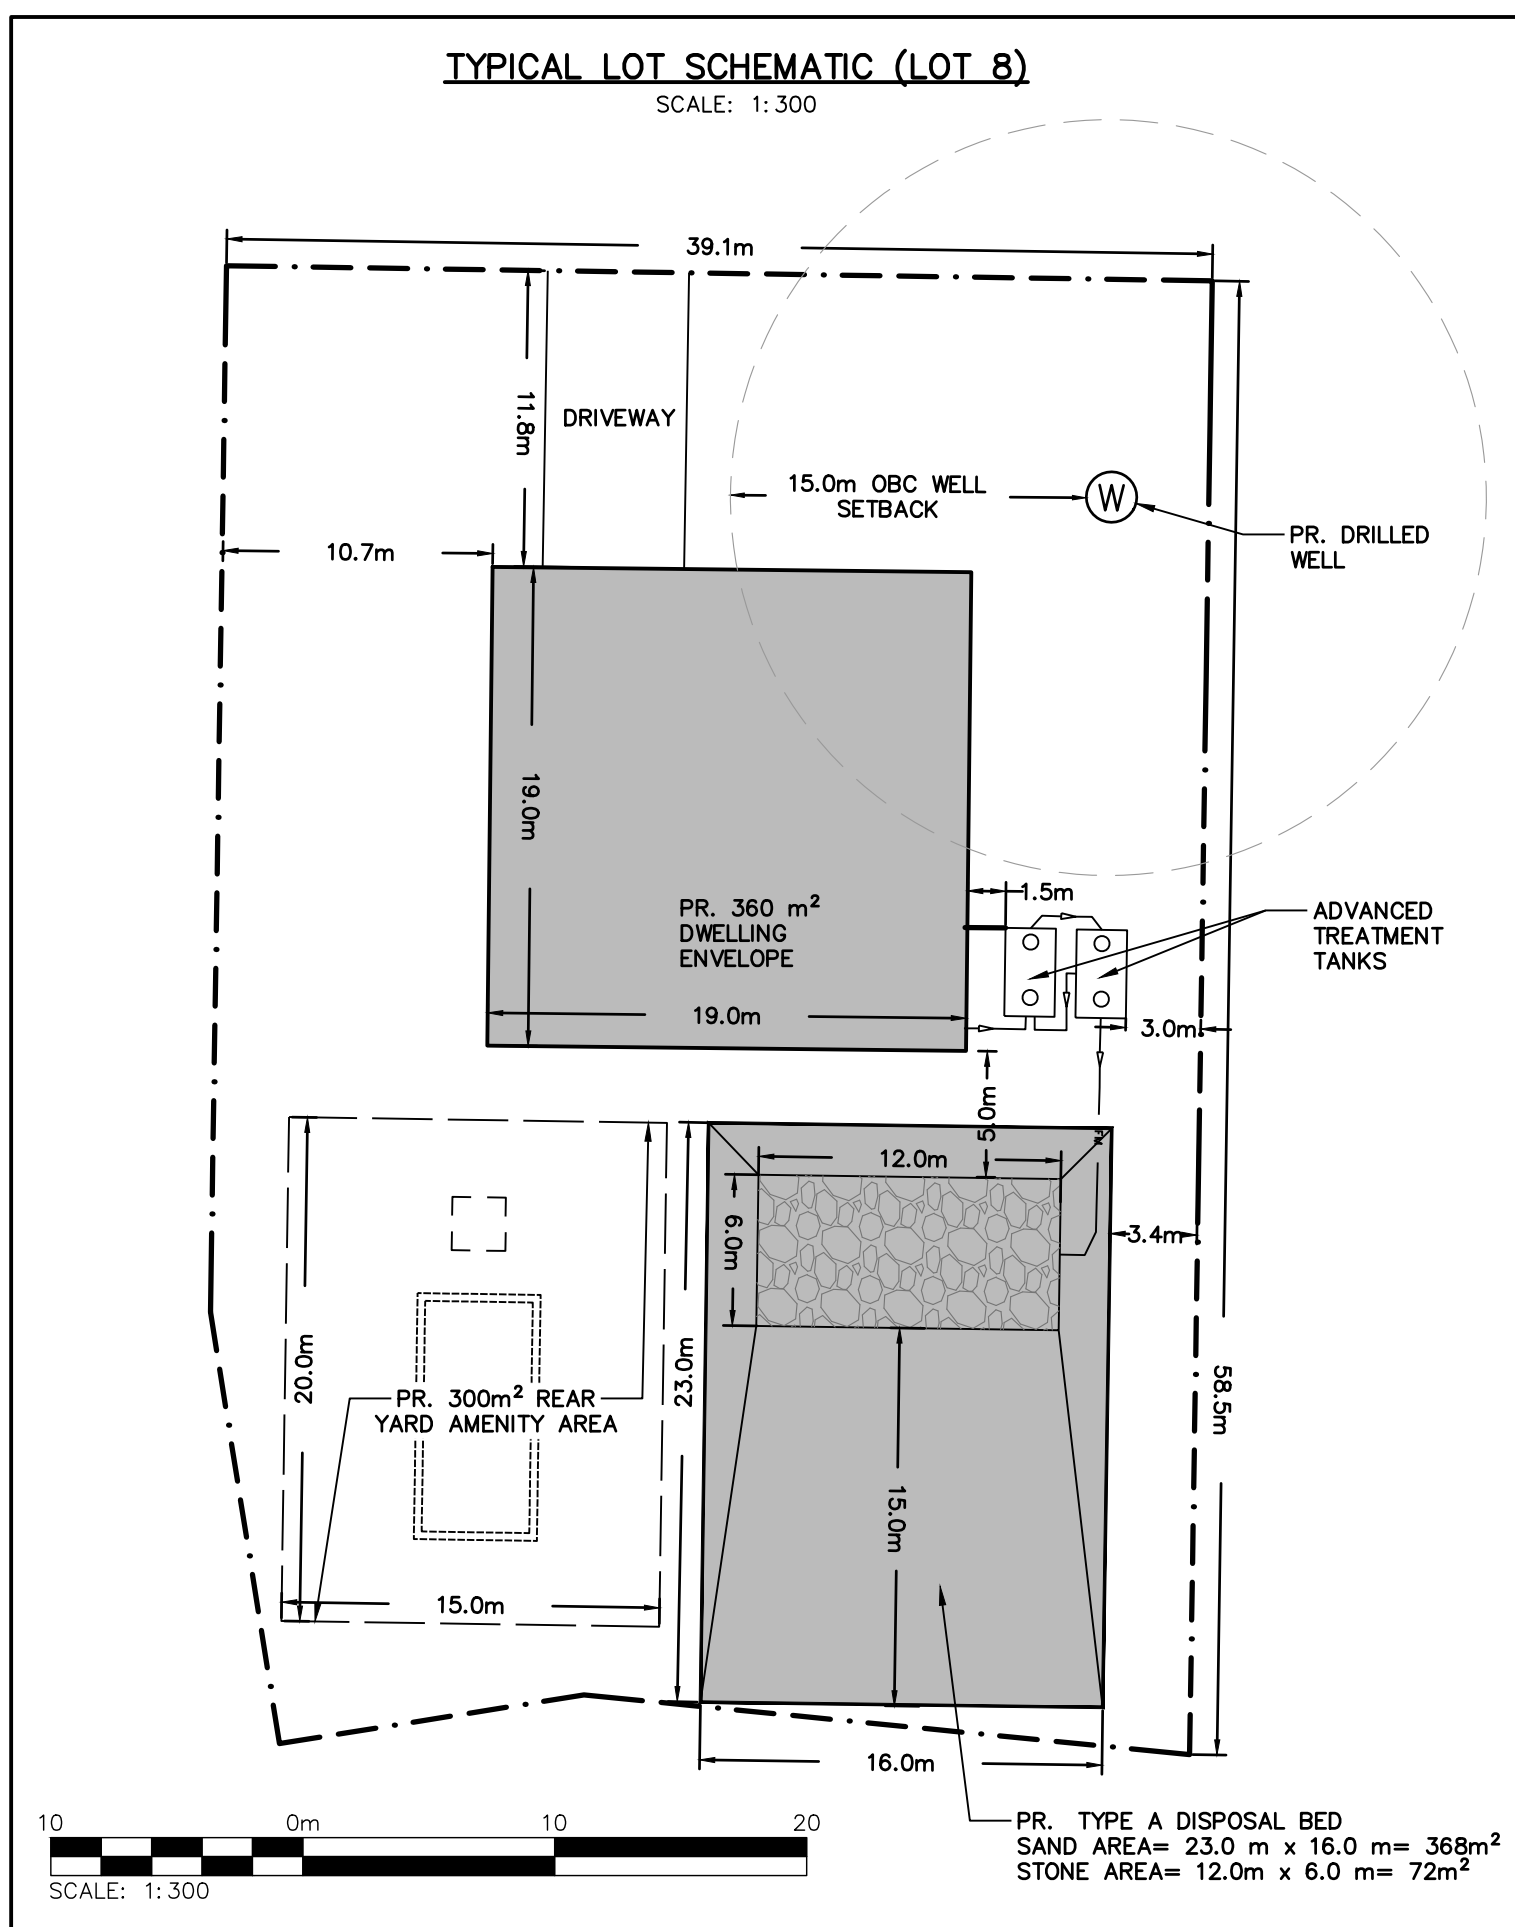 TYPICAL LOT SCHEMATIC (LOT 8)
SCALE: 1:300
39.1m
11.8m
DRIVEWAY
15.0m OBC WELL
SETBACK
W
PR. DRILLED
WELL
10.7m
19.0m
PR. 360 m²
DWELLING
ENVELOPE
1.5m
ADVANCED
TREATMENT
TANKS
19.0m
3.0m
5.0m
FM
12.0m
6.0m
3.4m
20.0m
23.0m
PR. 300m² REAR
YARD AMENITY AREA
58.5m
15.0m
15.0m
16.0m
10 0m 10 20
SCALE: 1:300
PR. TYPE A DISPOSAL BED
SAND AREA= 23.0 m x 16.0 m= 368m²
STONE AREA= 12.0m x 6.0 m= 72m²